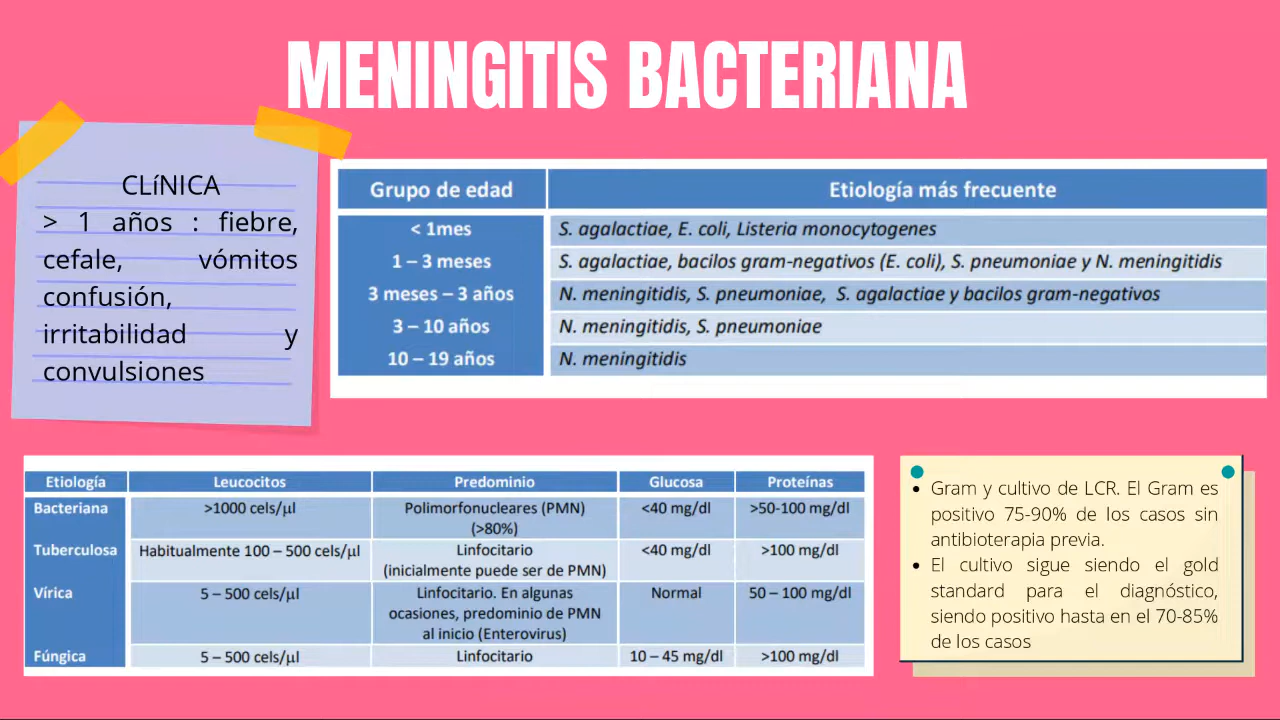 MENINGITIS BACTERIANA
CLíNICA
> 1 años : fiebre,
cefale, vómitos
confusión,
irritabilidad y
convulsiones
Grupo de edad Etiología más frecuente
< 1mes S. agalactiae, E. coli, Listeria monocytogenes
1 – 3 meses S. agalactiae, bacilos gram-negativos (E. coli), S. pneumoniae y N. meningitidis
3 meses – 3 años N. meningitidis, S. pneumoniae, S. agalactiae y bacilos gram-negativos
3 – 10 años N. meningitidis, S. pneumoniae
10 – 19 años N. meningitidis
Etiología Leucocitos Predominio Glucosa Proteínas
Bacteriana >1000 cels/µl Polimorfonucleares (PMN) <40 mg/dl >50-100 mg/dl
(>80%)
Tuberculosa Habitualmente 100 – 500 cels/µl Linfocitario <40 mg/dl >100 mg/dl
(inicialmente puede ser de PMN)
Vírica 5 – 500 cels/µl Linfocitario. En algunas Normal 50 – 100 mg/dl
ocasiones, predominio de PMN
al inicio (Enterovirus)
Fúngica 5 – 500 cels/µl Linfocitario 10 – 45 mg/dl >100 mg/dl
• Gram y cultivo de LCR. El Gram es
positivo 75-90% de los casos sin
antibioterapia previa.
• El cultivo sigue siendo el gold
standard para el diagnóstico,
siendo positivo hasta en el 70-85%
de los casos